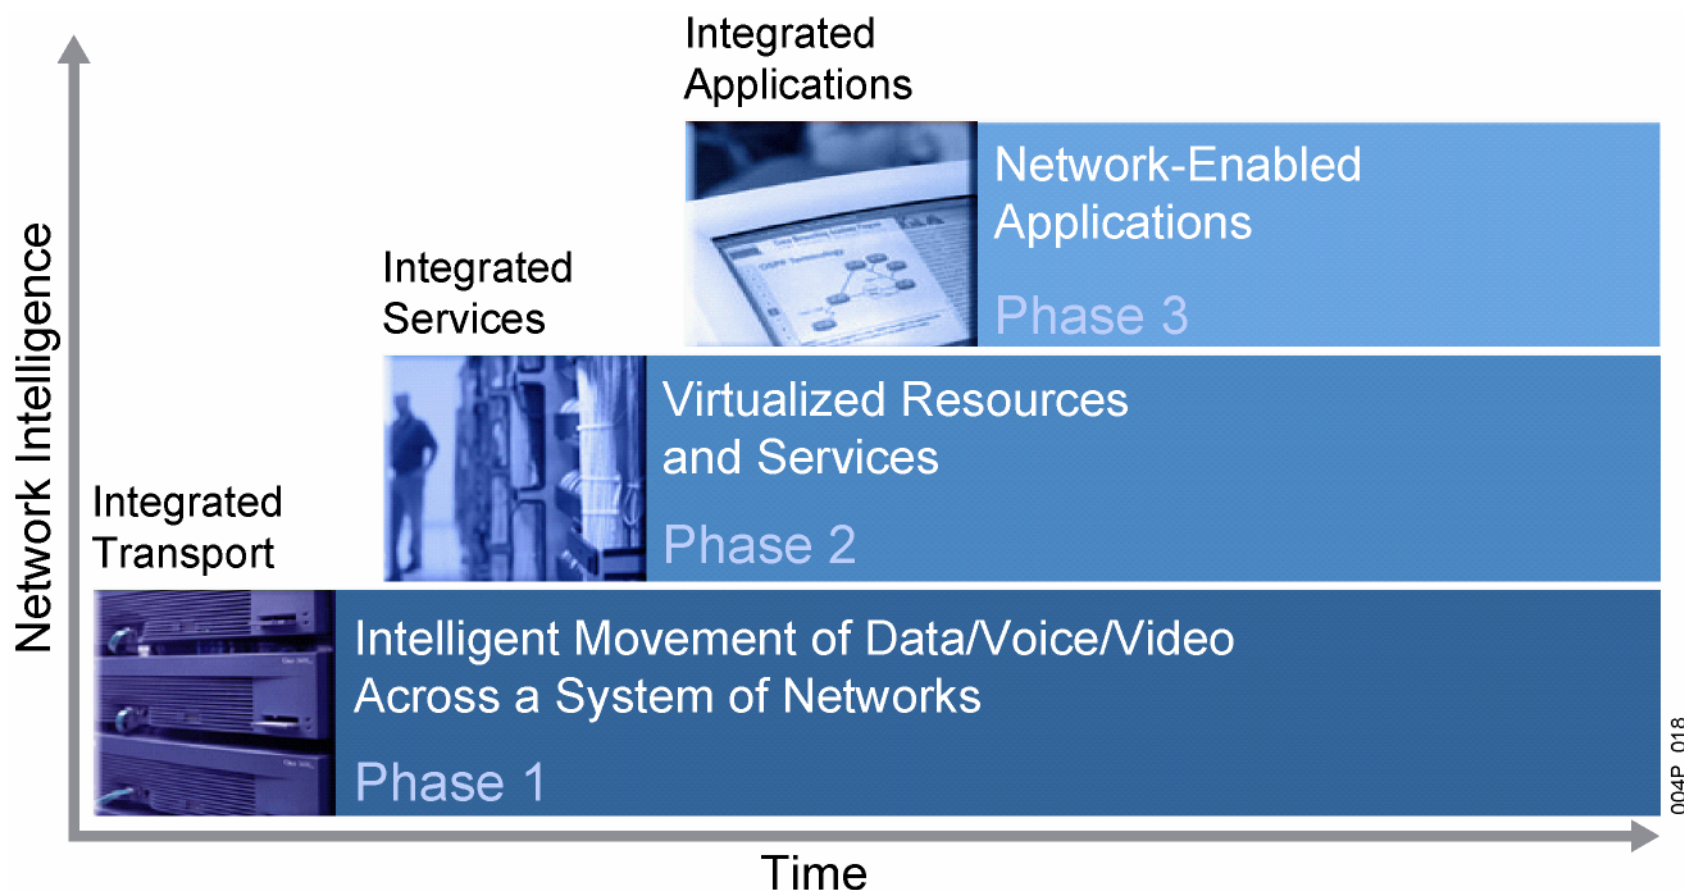 Integrated
Applications
Network-Enabled
Applications
Phase 3
Integrated
Services
Virtualized Resources
and Services
Phase 2
Integrated
Transport
Intelligent Movement of Data/Voice/Video
Across a System of Networks
Phase 1
Network Intelligence
Time
004P_018